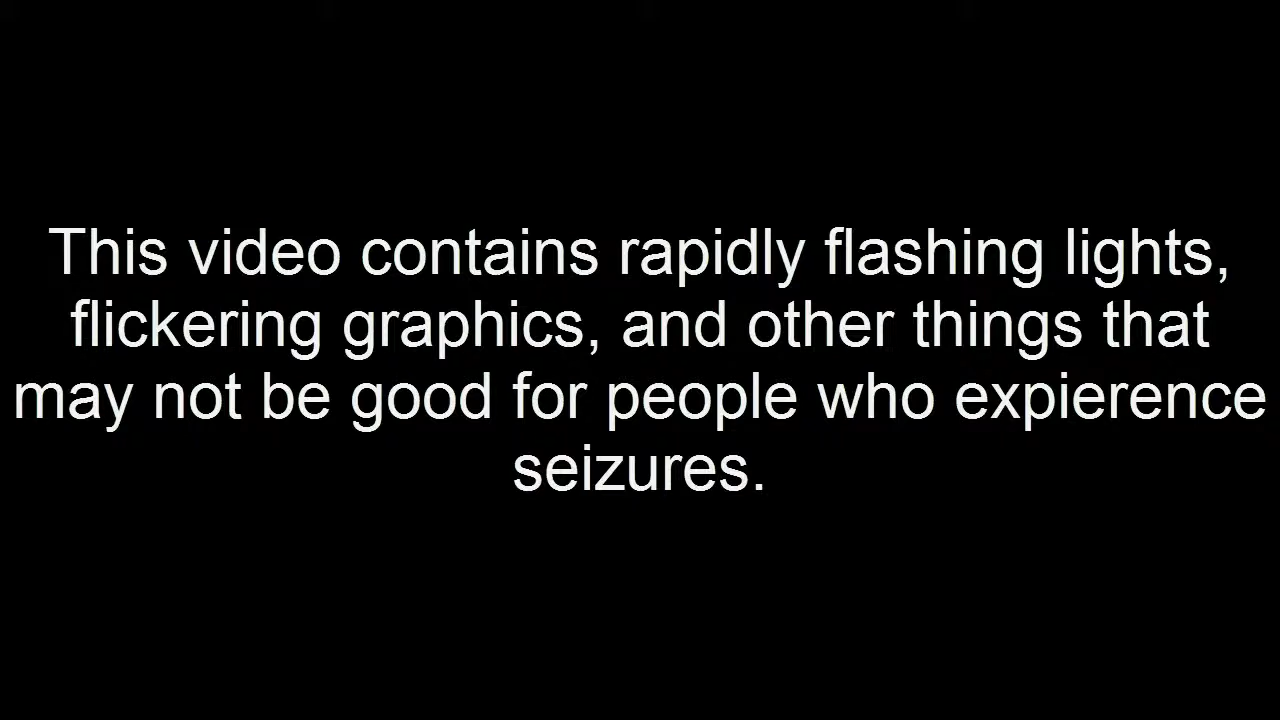 This video contains rapidly flashing lights,
flickering graphics, and other things that
may not be good for people who expierence
seizures.